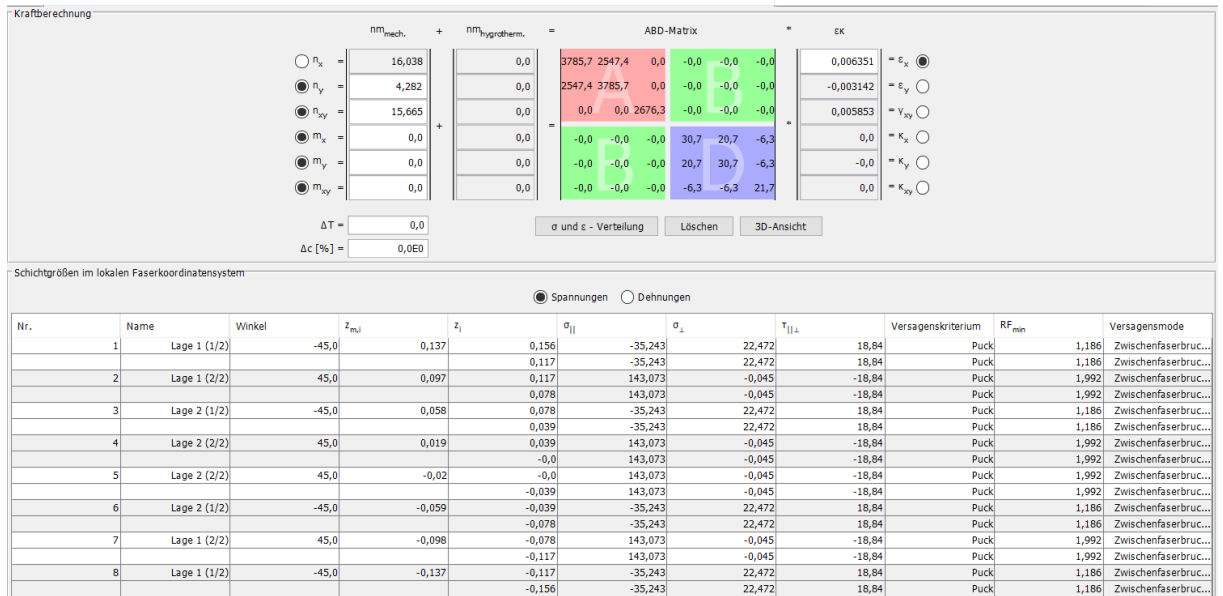 Kraftberechnung
nm_mech. + nm_hygrotherm. = ABD-Matrix * εκ
n_x = 16,038 0,0 3785,7 2547,4 0,0 -0,0 -0,0 -0,0 0,006351 = ε_x
n_y = 4,282 0,0 2547,4 3785,7 0,0 -0,0 -0,0 -0,0 -0,003142 = ε_y
n_xy = 15,665 0,0 0,0 0,0 2676,3 -0,0 -0,0 -0,0 0,005853 = γ_xy
+ = *
m_x = 0,0 0,0 -0,0 -0,0 -0,0 30,7 20,7 -6,3 0,0 = κ_x
m_y = 0,0 0,0 -0,0 -0,0 -0,0 20,7 30,7 -6,3 -0,0 = κ_y
m_xy = 0,0 0,0 -0,0 -0,0 -0,0 -6,3 -6,3 21,7 0,0 = κ_xy
A B
B D
ΔT = 0,0 σ und ε - Verteilung Löschen 3D-Ansicht
Δc [%] = 0,0E0
Schichtgrößen im lokalen Faserkoordinatensystem
Spannungen Dehnungen
Nr. Name Winkel z_m,i z_i σ_|| σ_⊥ τ_||⊥ Versagenskriterium RF_min Versagensmode
1 Lage 1 (1/2) -45,0 0,137 0,156 -35,243 22,472 18,84 Puck 1,186 Zwischenfaserbruc...
0,117 -35,243 22,472 18,84 Puck 1,186 Zwischenfaserbruc...
2 Lage 1 (2/2) 45,0 0,097 0,117 143,073 -0,045 -18,84 Puck 1,992 Zwischenfaserbruc...
0,078 143,073 -0,045 -18,84 Puck 1,992 Zwischenfaserbruc...
3 Lage 2 (1/2) -45,0 0,058 0,078 -35,243 22,472 18,84 Puck 1,186 Zwischenfaserbruc...
0,039 -35,243 22,472 18,84 Puck 1,186 Zwischenfaserbruc...
4 Lage 2 (2/2) 45,0 0,019 0,039 143,073 -0,045 -18,84 Puck 1,992 Zwischenfaserbruc...
-0,0 143,073 -0,045 -18,84 Puck 1,992 Zwischenfaserbruc...
5 Lage 2 (2/2) 45,0 -0,02 -0,0 143,073 -0,045 -18,84 Puck 1,992 Zwischenfaserbruc...
-0,039 143,073 -0,045 -18,84 Puck 1,992 Zwischenfaserbruc...
6 Lage 2 (1/2) -45,0 -0,059 -0,039 -35,243 22,472 18,84 Puck 1,186 Zwischenfaserbruc...
-0,078 -35,243 22,472 18,84 Puck 1,186 Zwischenfaserbruc...
7 Lage 1 (2/2) 45,0 -0,098 -0,078 143,073 -0,045 -18,84 Puck 1,992 Zwischenfaserbruc...
-0,117 143,073 -0,045 -18,84 Puck 1,992 Zwischenfaserbruc...
8 Lage 1 (1/2) -45,0 -0,137 -0,117 -35,243 22,472 18,84 Puck 1,186 Zwischenfaserbruc...
-0,156 -35,243 22,472 18,84 Puck 1,186 Zwischenfaserbruc...